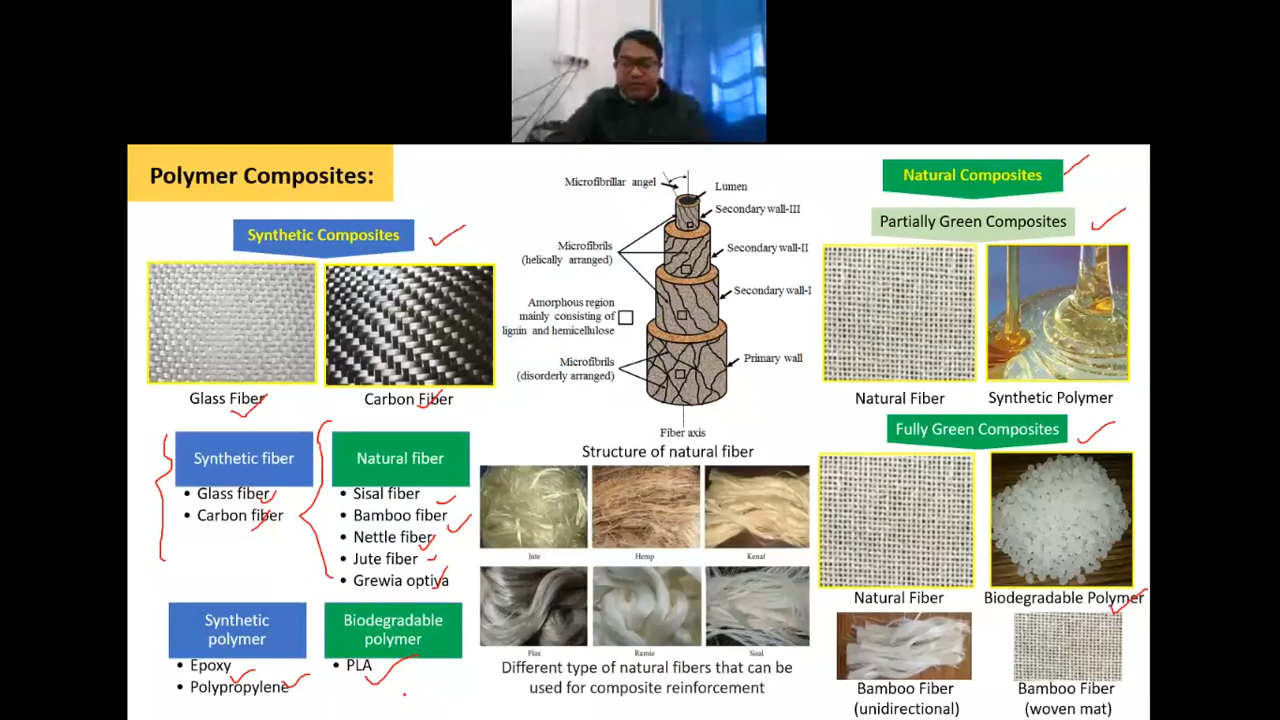 Polymer Composites:
Synthetic Composites
Glass Fiber
Carbon Fiber
Synthetic fiber
• Glass fiber
• Carbon fiber
Natural fiber
• Sisal fiber
• Bamboo fiber
• Nettle fiber
• Jute fiber
• Grewia optiva
Synthetic
polymer
• Epoxy
• Polypropylene
Biodegradable
polymer
• PLA
Microfibrillar angel
Lumen
Secondary wall-III
Microfibrils
(helically arranged)
Secondary wall-II
Secondary wall-I
Amorphous region
mainly consisting of
lignin and hemicellulose
Microfibrils
(disorderly arranged)
Primary wall
Fiber axis
Structure of natural fiber
Jute
Hemp
Kenaf
Flax
Ramie
Sisal
Different type of natural fibers that can be
used for composite reinforcement
Natural Composites
Partially Green Composites
Natural Fiber
Synthetic Polymer
Fully Green Composites
Natural Fiber
Biodegradable Polymer
Bamboo Fiber
(unidirectional)
Bamboo Fiber
(woven mat)